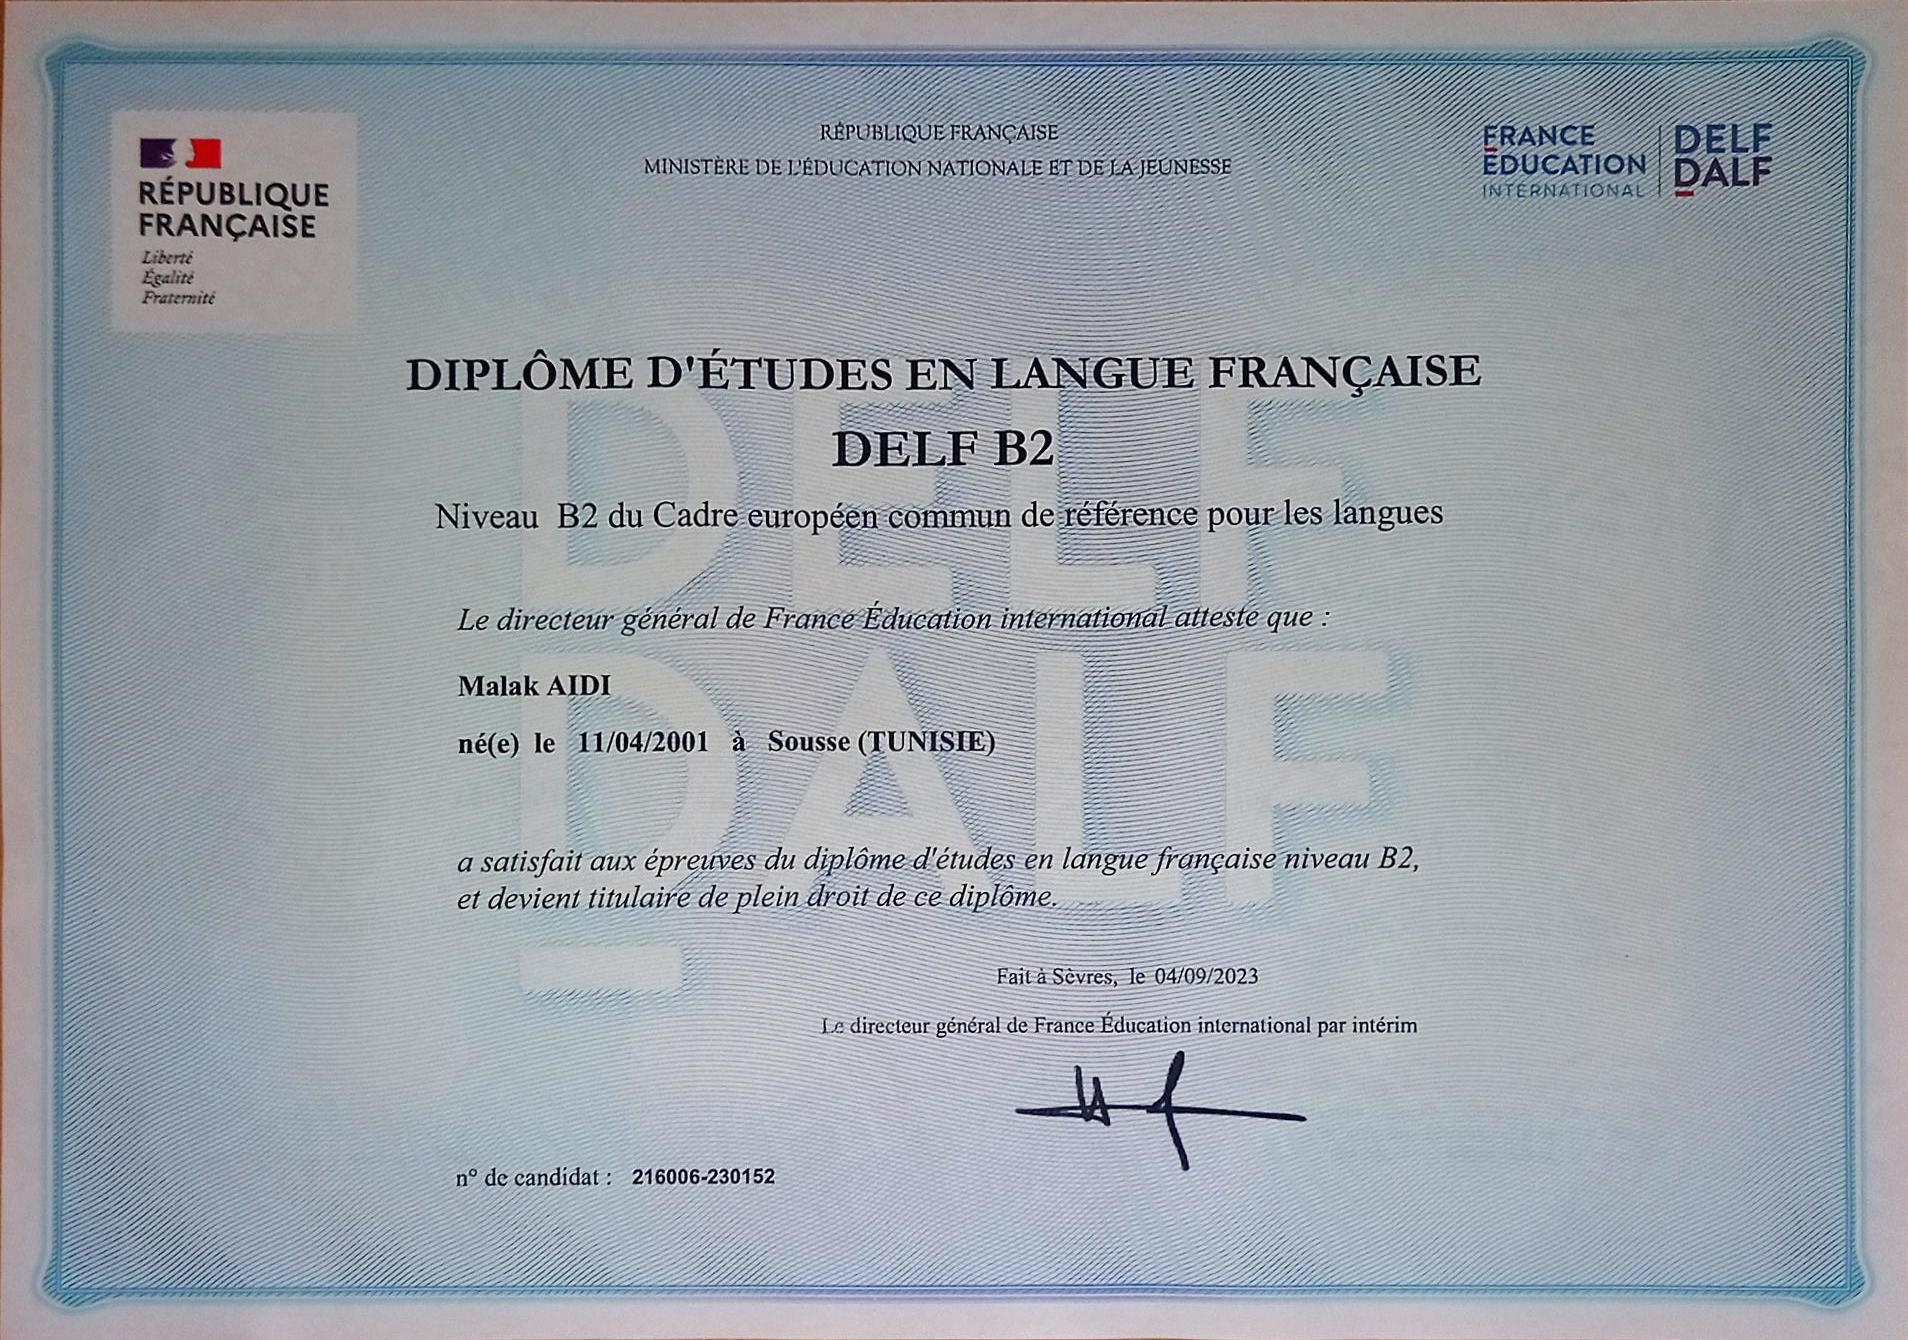 RÉPUBLIQUE FRANÇAISE
MINISTÈRE DE L'ÉDUCATION NATIONALE ET DE LA JEUNESSE
RÉPUBLIQUE
FRANÇAISE
Liberté
Égalité
Fraternité
FRANCE
ÉDUCATION
INTERNATIONAL
DELF
DALF
DIPLÔME D'ÉTUDES EN LANGUE FRANÇAISE
DELF B2
Niveau B2 du Cadre européen commun de référence pour les langues
Le directeur général de France Éducation international atteste que :
Malak AIDI
né(e) le 11/04/2001 à Sousse (TUNISIE)
a satisfait aux épreuves du diplôme d'études en langue française niveau B2,
et devient titulaire de plein droit de ce diplôme.
Fait à Sèvres, le 04/09/2023
Le directeur général de France Éducation international par intérim
n° de candidat : 216006-230152
DELF
DALF